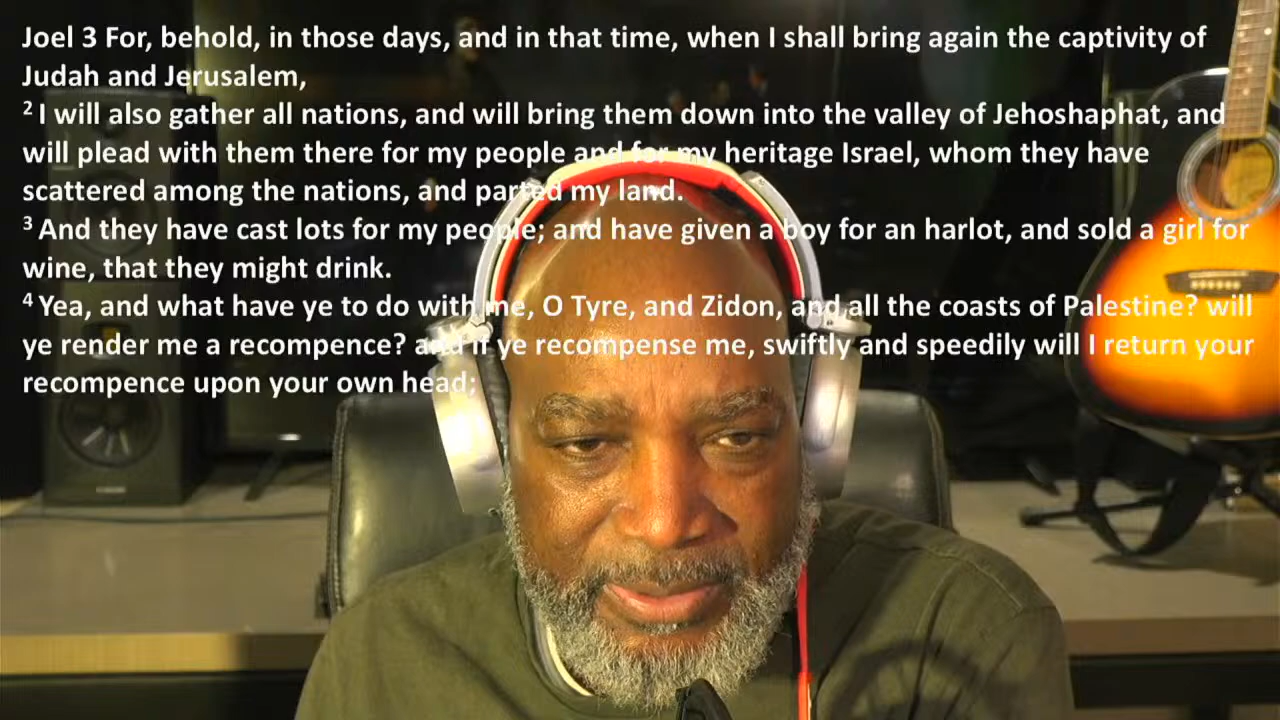 Joel 3 For, behold, in those days, and in that time, when I shall bring again the captivity of
Judah and Jerusalem,
2 I will also gather all nations, and will bring them down into the valley of Jehoshaphat, and
will plead with them there for my people and for my heritage Israel, whom they have
scattered among the nations, and parted my land.
3 And they have cast lots for my people; and have given a boy for an harlot, and sold a girl for
wine, that they might drink.
4 Yea, and what have ye to do with me, O Tyre, and Zidon, and all the coasts of Palestine? will
ye render me a recompence? and if ye recompense me, swiftly and speedily will I return your
recompence upon your own head;